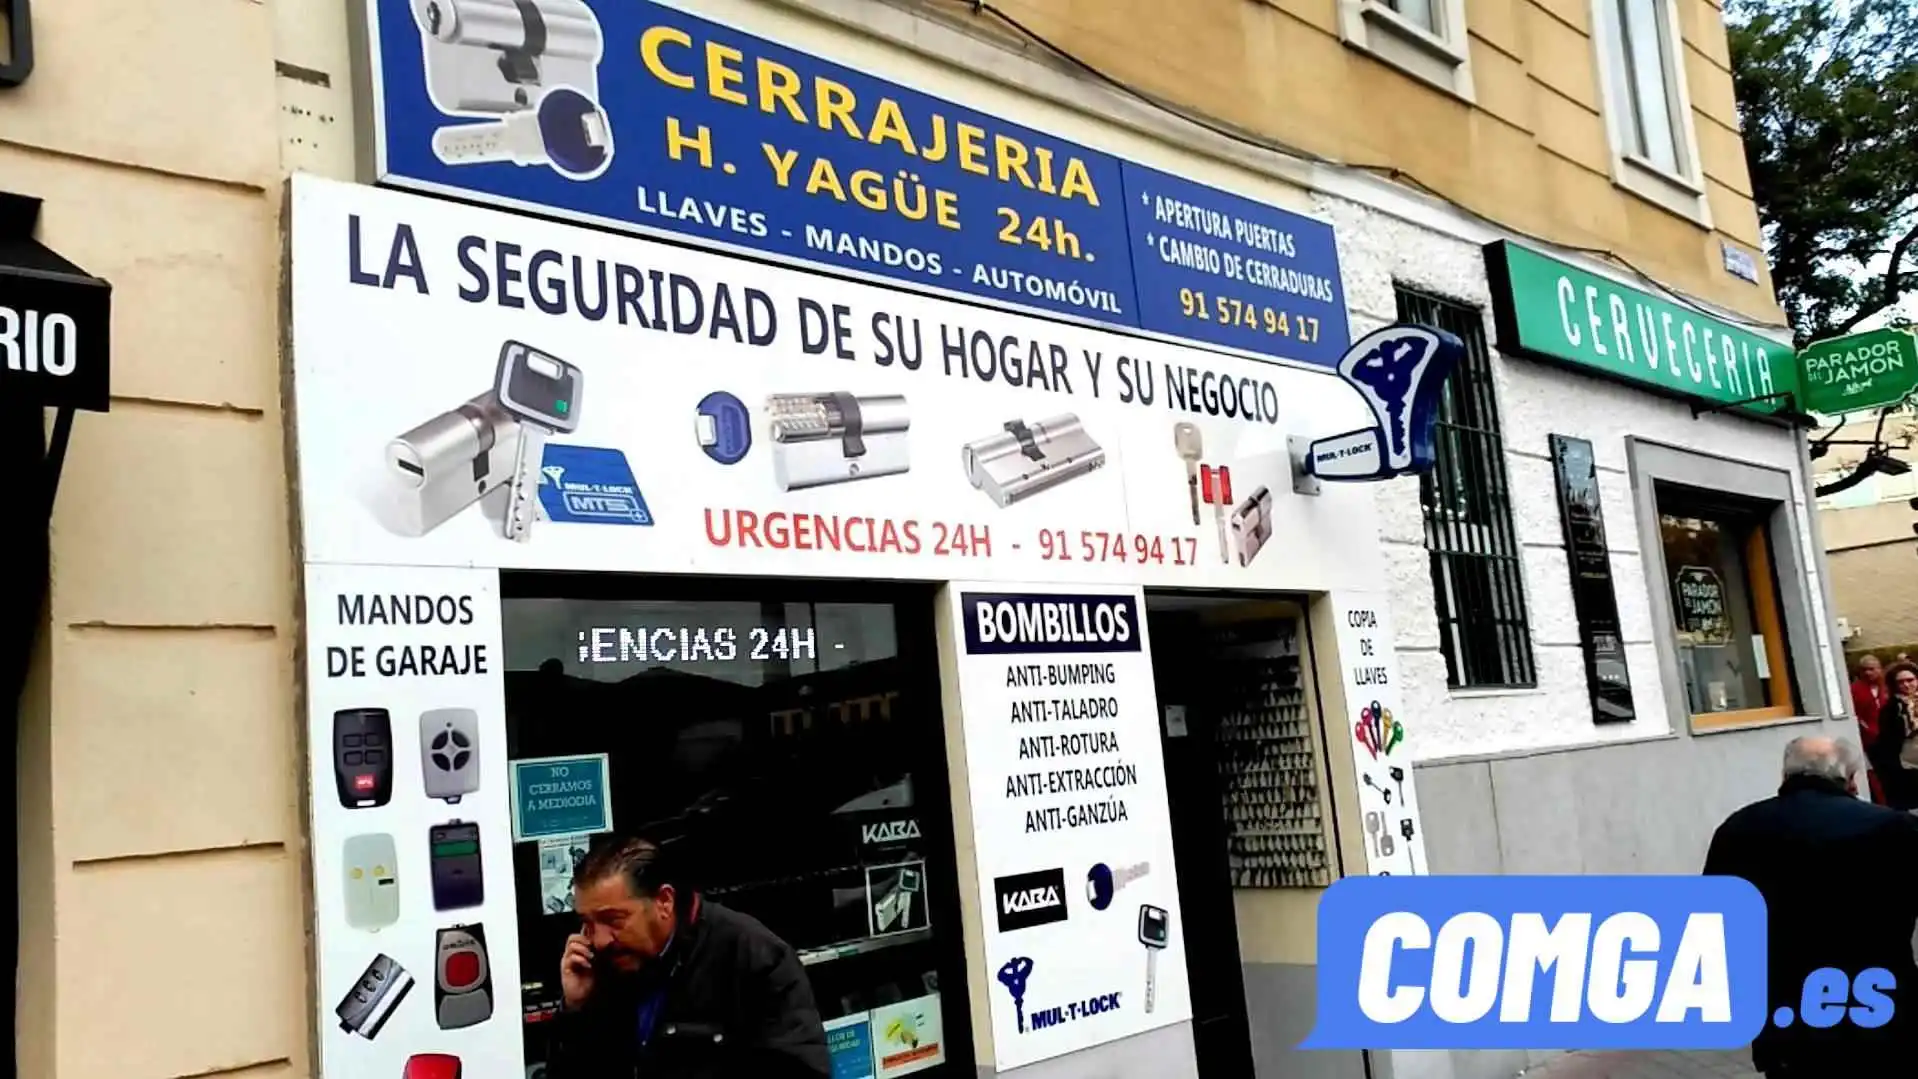 CERRAJERIA
H. YAGÜE 24h.
LLAVES - MANDOS - AUTOMÓVIL
* APERTURA PUERTAS
* CAMBIO DE CERRADURAS
91 574 94 17
LA SEGURIDAD DE SU HOGAR Y SU NEGOCIO
MUL-T-LOCK
MTS+
URGENCIAS 24H - 91 574 94 17
MUL-T-LOCK
CERVECERIA
PARADOR
DEL JAMON
RIO
MANDOS
DE GARAJE
ENCIAS 24H -
NO
CERRAMOS
A MEDIODIA
KABA
BOMBILLOS
ANTI-BUMPING
ANTI-TALADRO
ANTI-ROTURA
ANTI-EXTRACCIÓN
ANTI-GANZÚA
KABA
MUL-T-LOCK
COPIA
DE
LLAVES
PARADOR
DEL JAMON
COMGA.es